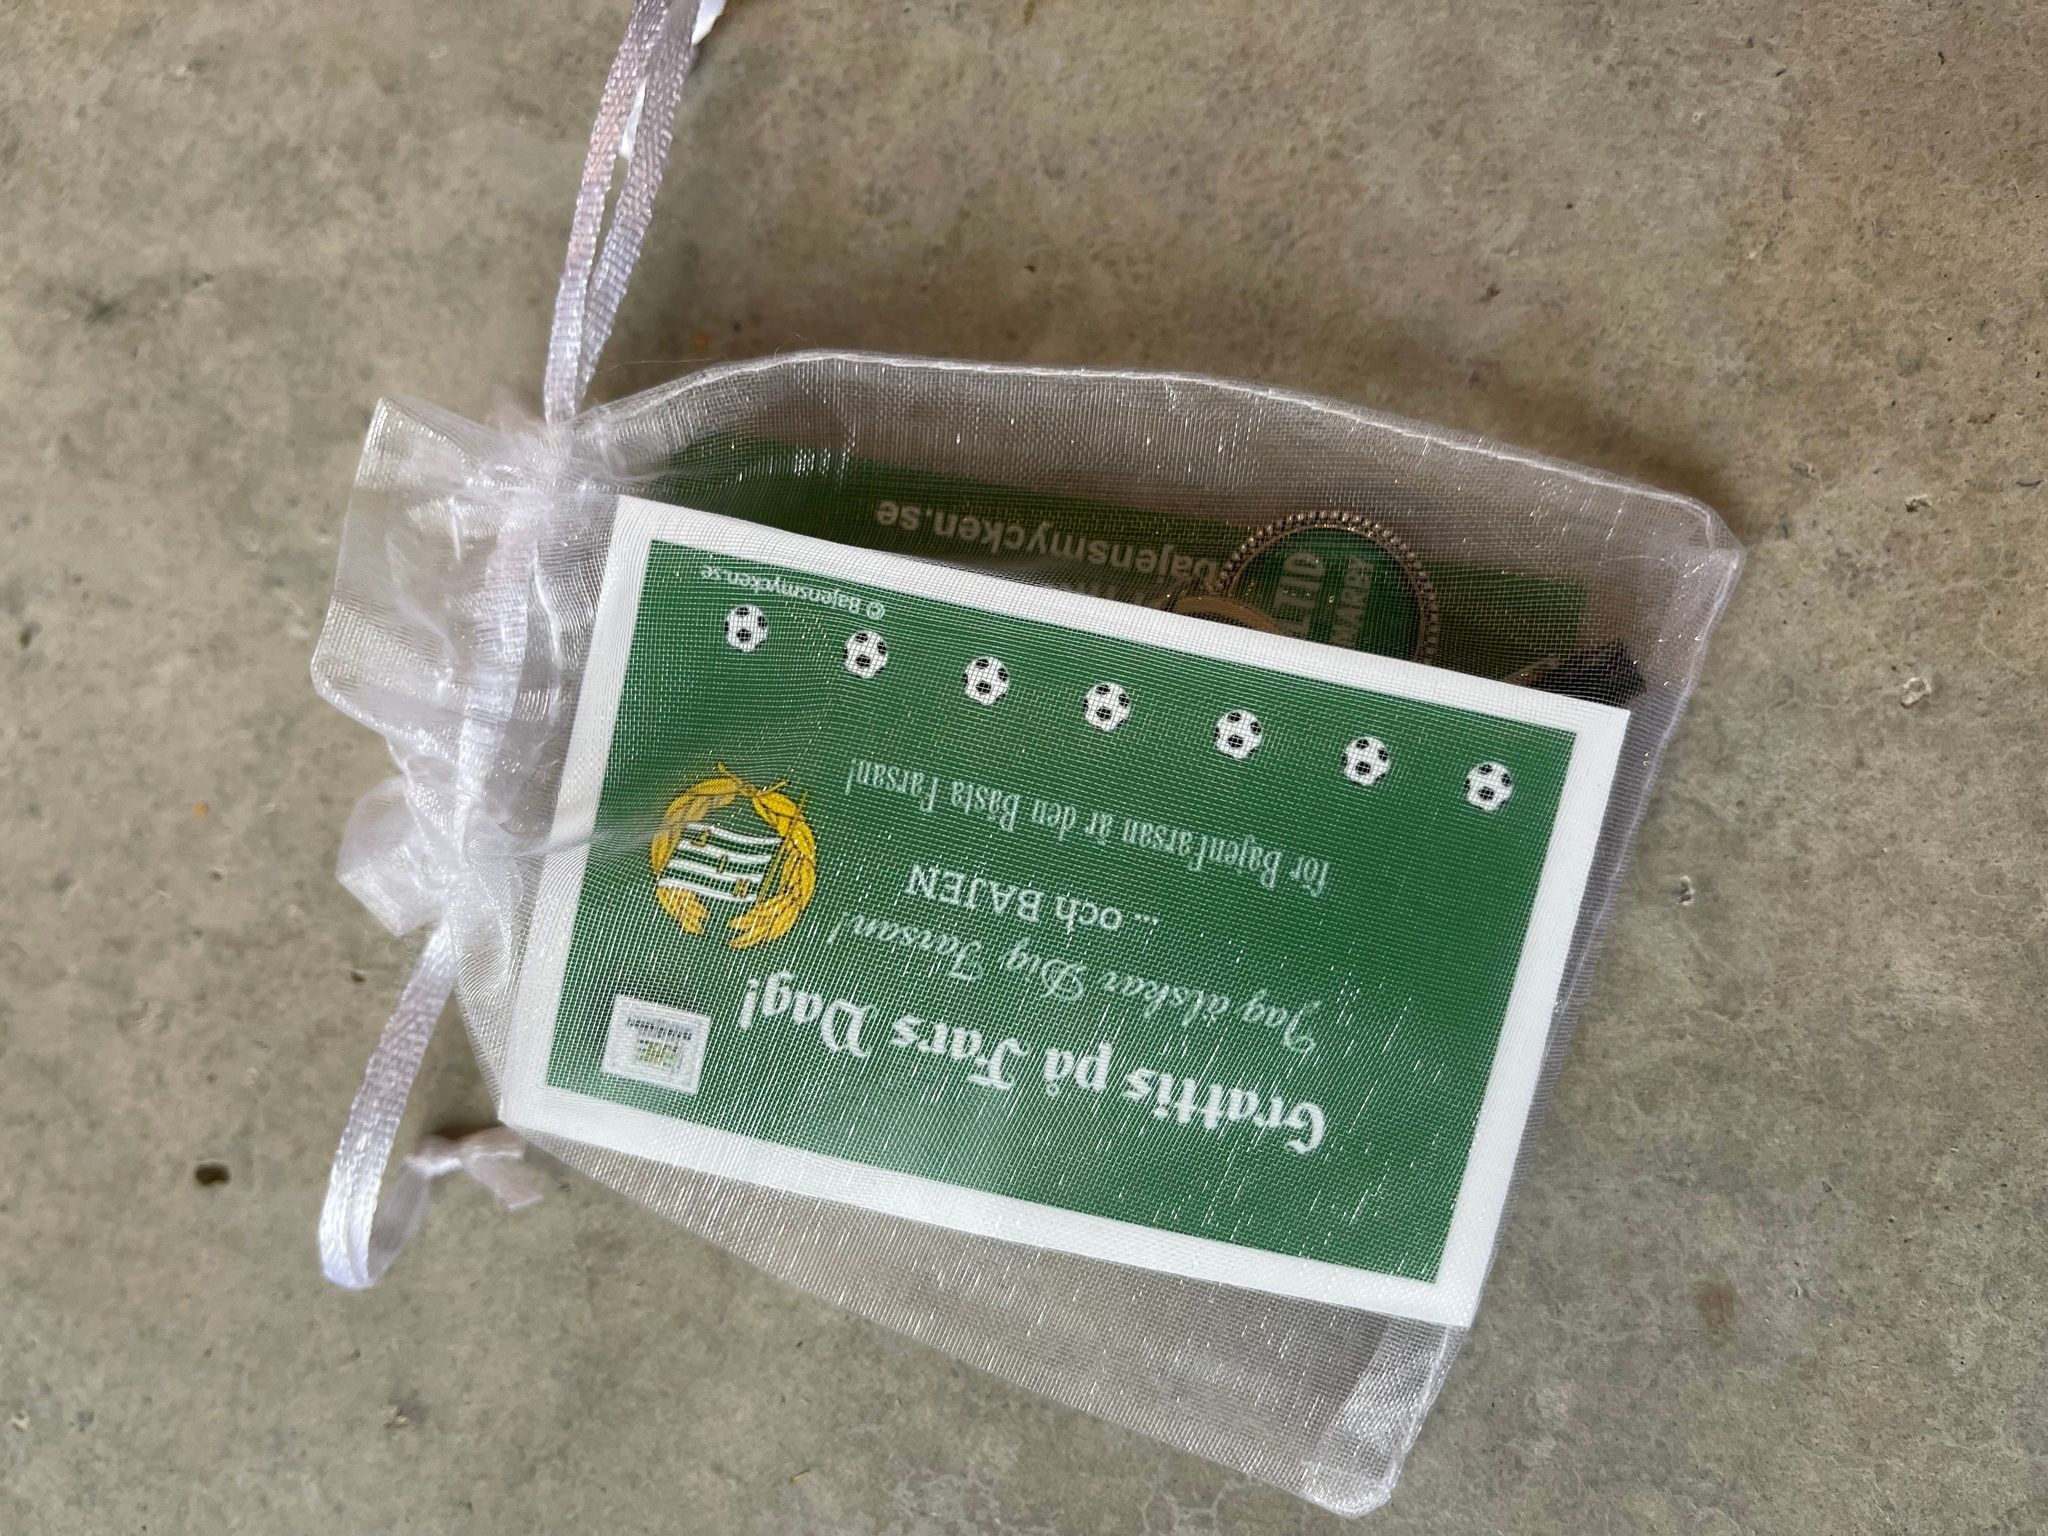 Grattis på Fars Dag!
Jag älskar Dig Farsan!
... och BAJEN
för Bajenfarsan är den Bästa Farsan!
© Bajensmycken.se
bajensmycken.se